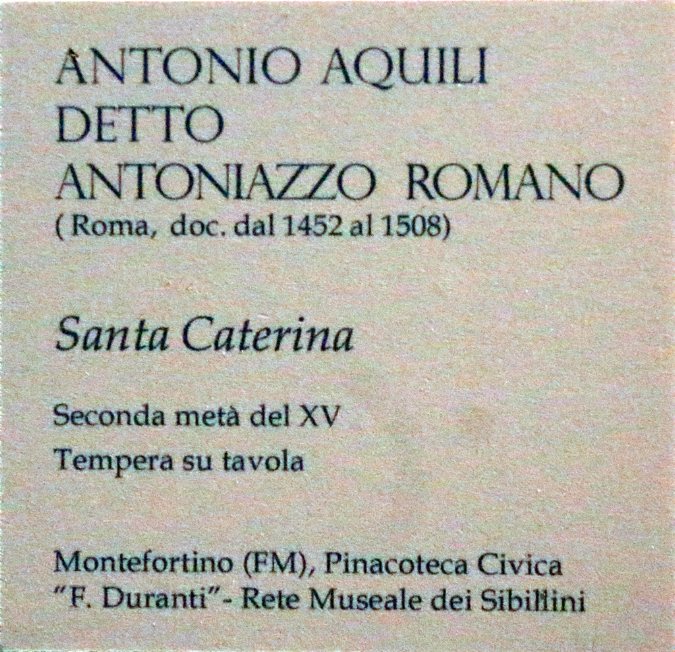 ANTONIO AQUILI
DETTO
ANTONIAZZO ROMANO
( Roma, doc. dal 1452 al 1508)
Santa Caterina
Seconda metà del XV
Tempera su tavola
Montefortino (FM), Pinacoteca Civica
"F. Duranti"- Rete Museale dei Sibillini